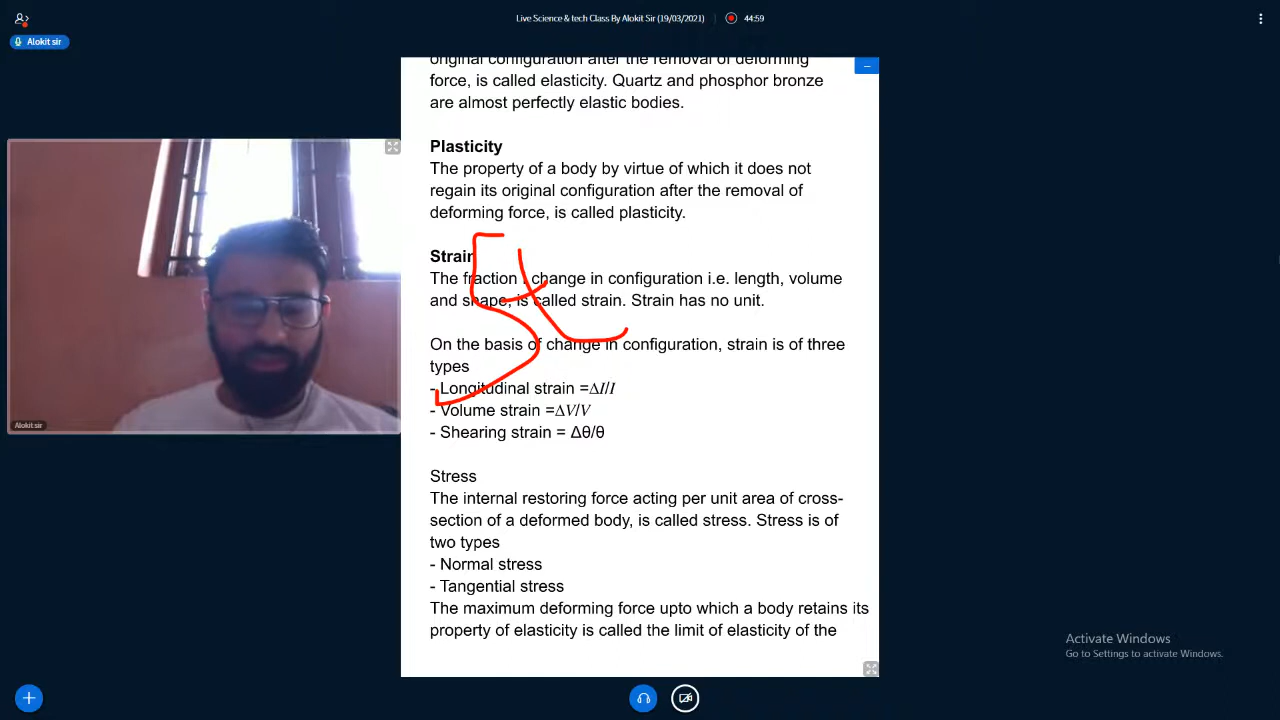 Live Science & tech Class By Alokit Sir (19/03/2021)
44:59
Alokit sir
original configuration after the removal of deforming
force, is called elasticity. Quartz and phosphor bronze
are almost perfectly elastic bodies.
Plasticity
The property of a body by virtue of which it does not
regain its original configuration after the removal of
deforming force, is called plasticity.
Strain
The fraction change in configuration i.e. length, volume
and shape, is called strain. Strain has no unit.
On the basis of change in configuration, strain is of three
types
- Longitudinal strain =ΔI/I
- Volume strain =ΔV/V
- Shearing strain = Δθ/θ
Stress
The internal restoring force acting per unit area of cross-
section of a deformed body, is called stress. Stress is of
two types
- Normal stress
- Tangential stress
The maximum deforming force upto which a body retains its
property of elasticity is called the limit of elasticity of the
Alokit sir
Activate Windows
Go to Settings to activate Windows.